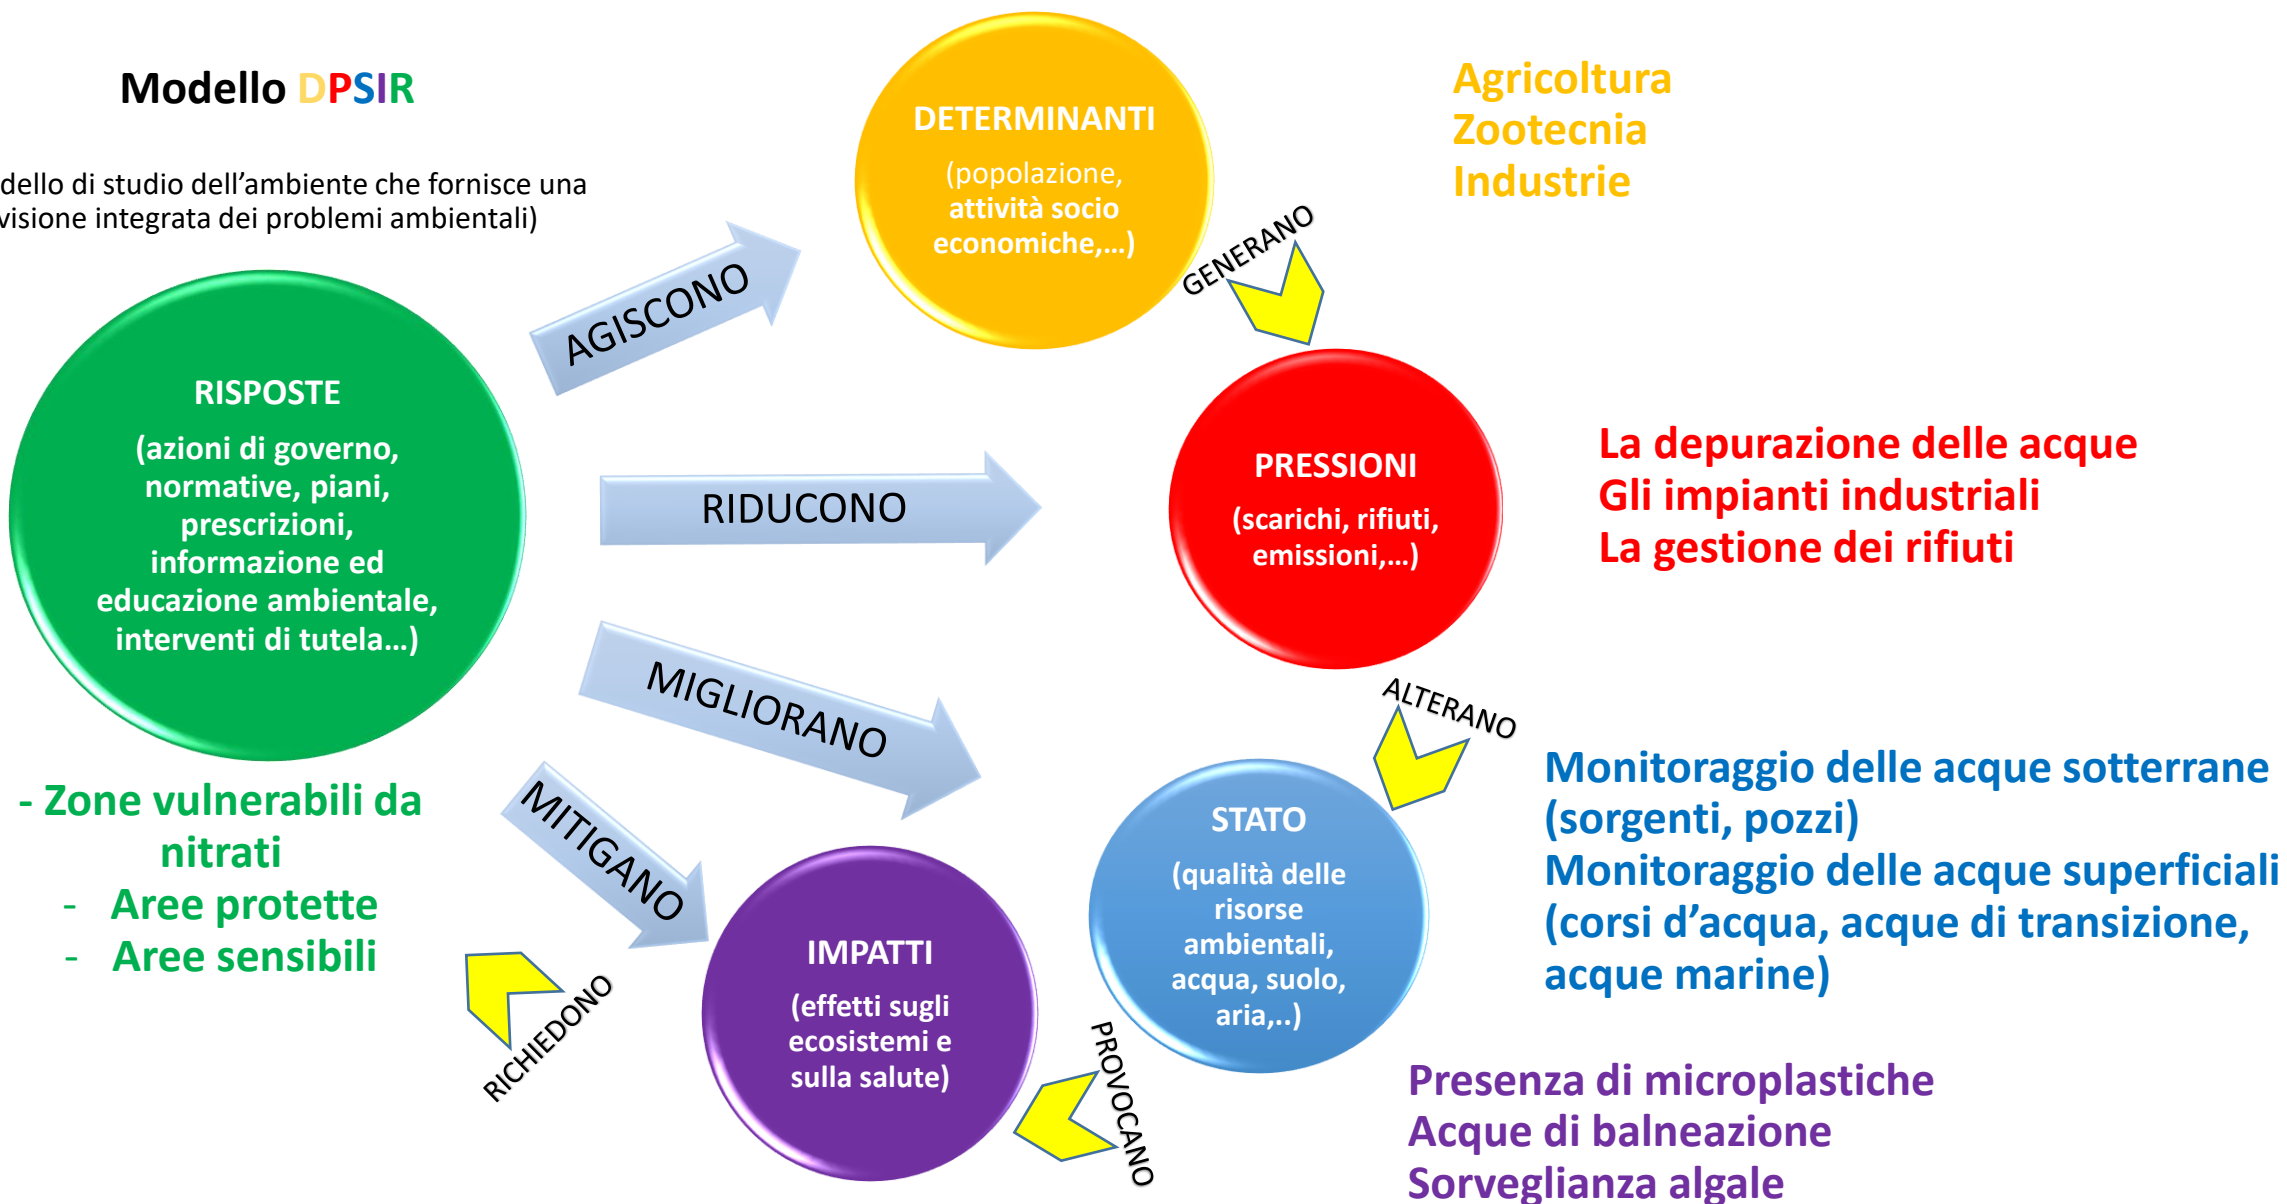 Modello DPSIR
dello di studio dell'ambiente che fornisce una
visione integrata dei problemi ambientali)
DETERMINANTI
(popolazione,
attività socio
economiche,...)
Agricoltura
Zootecnia
Industrie
GENERANO
AGISCONO
RISPOSTE
(azioni di governo,
normative, piani,
prescrizioni,
informazione ed
educazione ambientale,
interventi di tutela...)
RIDUCONO
PRESSIONI
(scarichi, rifiuti,
emissioni,...)
La depurazione delle acque
Gli impianti industriali
La gestione dei rifiuti
MIGLIORANO
ALTERANO
- Zone vulnerabili da
nitrati
- Aree protette
- Aree sensibili
MITIGANO
STATO
(qualità delle
risorse
ambientali,
acqua, suolo,
aria,..)
Monitoraggio delle acque sotterrane
(sorgenti, pozzi)
Monitoraggio delle acque superficiali
(corsi d'acqua, acque di transizione,
acque marine)
IMPATTI
(effetti sugli
ecosistemi e
sulla salute)
RICHIEDONO
PROVOCANO
Presenza di microplastiche
Acque di balneazione
Sorveglianza algale